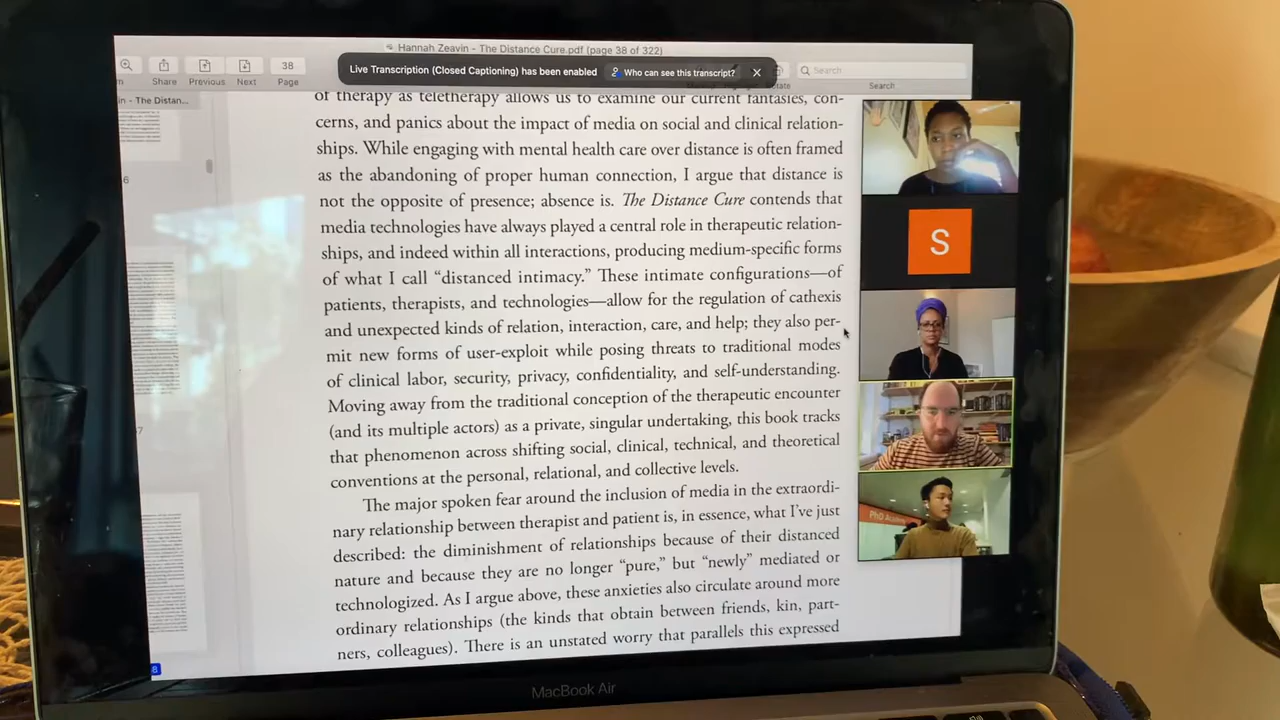 Hannah Zeavin - The Distance Cure.pdf (page 38 of 322)
Live Transcription (Closed Captioning) has been enabled
Who can see this transcript?
Search
38
Share
Previous
Next
Page
Search
in - The Distan...
of therapy as teletherapy allows us to examine our current fantasies, con-
cerns, and panics about the impact of media on social and clinical relation-
ships. While engaging with mental health care over distance is often framed
as the abandoning of proper human connection, I argue that distance is
not the opposite of presence; absence is. The Distance Cure contends that
media technologies have always played a central role in therapeutic relation-
ships, and indeed within all interactions, producing medium-specific forms
of what I call “distanced intimacy.” These intimate configurations—of
patients, therapists, and technologies—allow for the regulation of cathexis
and unexpected kinds of relation, interaction, care, and help; they also per-
mit new forms of user-exploit while posing threats to traditional modes
of clinical labor, security, privacy, confidentiality, and self-understanding.
Moving away from the traditional conception of the therapeutic encounter
(and its multiple actors) as a private, singular undertaking, this book tracks
that phenomenon across shifting social, clinical, technical, and theoretical
conventions at the personal, relational, and collective levels.
The major spoken fear around the inclusion of media in the extraordi-
nary relationship between therapist and patient is, in essence, what I’ve just
described: the diminishment of relationships because of their distanced
nature and because they are no longer “pure,” but “newly” mediated or
technologized. As I argue above, these anxieties also circulate around more
ordinary relationships (the kinds that obtain between friends, kin, part-
ners, colleagues). There is an unstated worry that parallels this expressed
S
PhD Academy
MacBook Air